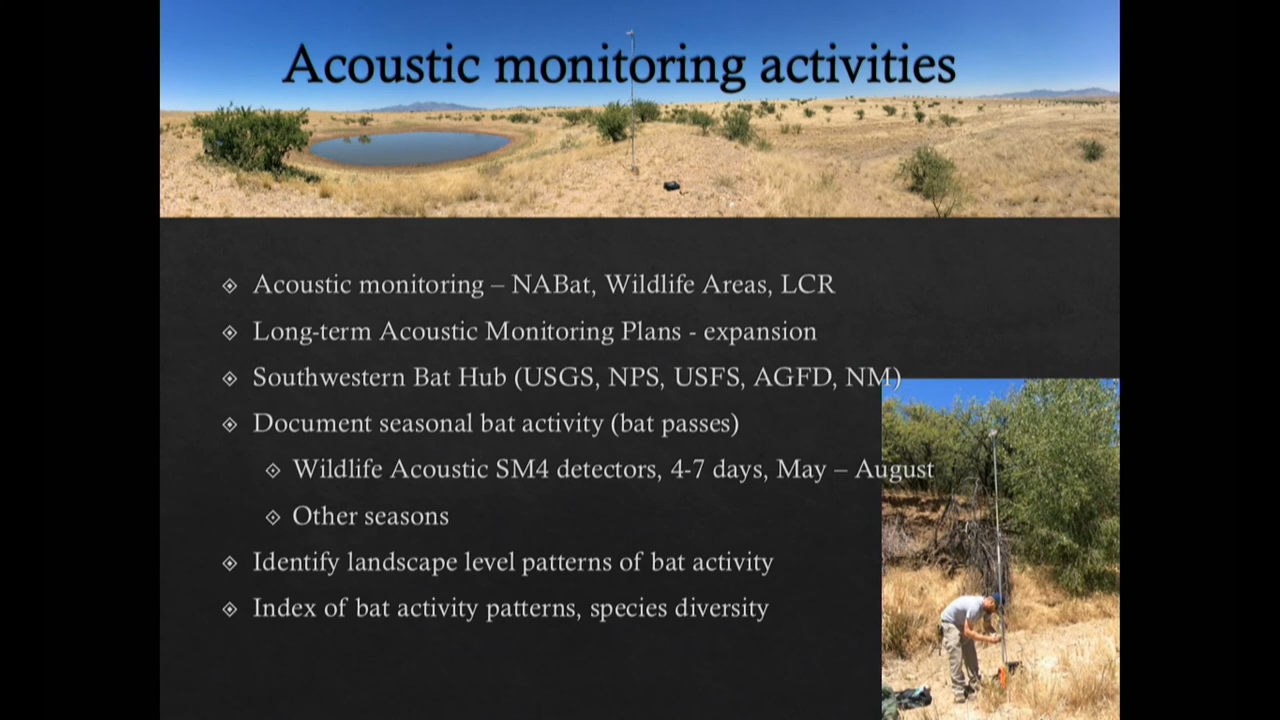 Acoustic monitoring activities
Acoustic monitoring – NABat, Wildlife Areas, LCR
Long-term Acoustic Monitoring Plans - expansion
Southwestern Bat Hub (USGS, NPS, USFS, AGFD, NM)
Document seasonal bat activity (bat passes)
Wildlife Acoustic SM4 detectors, 4-7 days, May – August
Other seasons
Identify landscape level patterns of bat activity
Index of bat activity patterns, species diversity